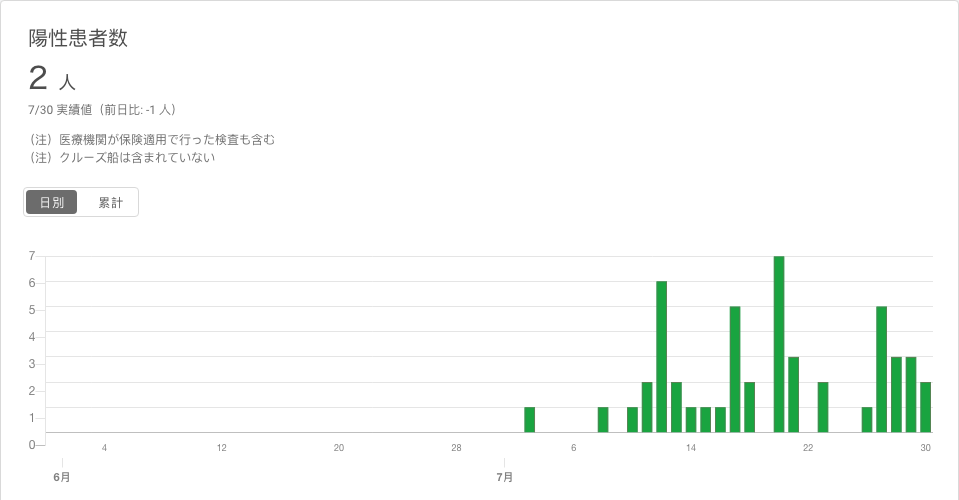 陽性患者数
2 人
7/30 実績値（前日比: -1 人）
（注）医療機関が保険適用で行った検査も含む
（注）クルーズ船は含まれていない
日別 累計
7
6
5
4
3
2
1
0
4 12 20 28 6 14 22 30
6月 7月